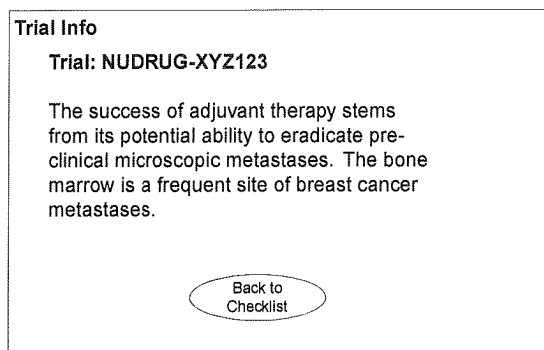 Trial Info
Trial: NUDRUG-XYZ123
The success of adjuvant therapy stems
from its potential ability to eradicate pre-
clinical microscopic metastases.  The bone
marrow is a frequent site of breast cancer
metastases.
Back to
Checklist